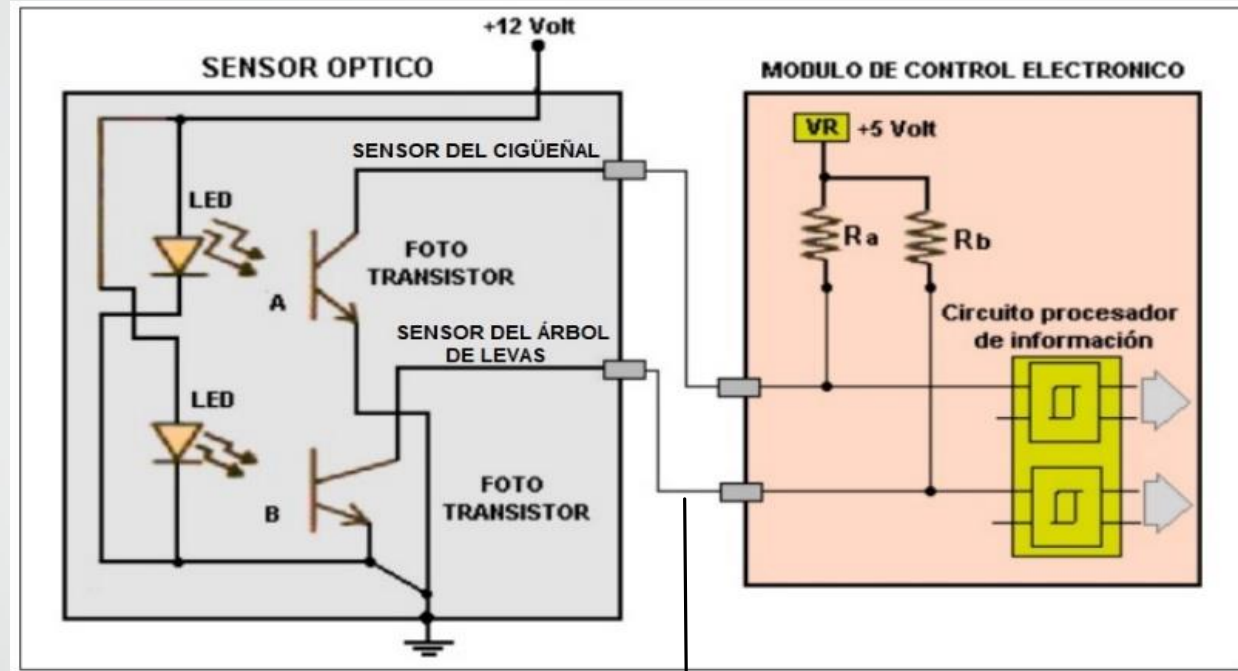 +12 Volt
SENSOR OPTICO
MODULO DE CONTROL ELECTRONICO
SENSOR DEL CIGÜEÑAL
VR +5 Volt
LED
FOTO
TRANSISTOR
A
Ra
Rb
SENSOR DEL ÁRBOL
DE LEVAS
Circuito procesador
de información
LED
FOTO
TRANSISTOR
B